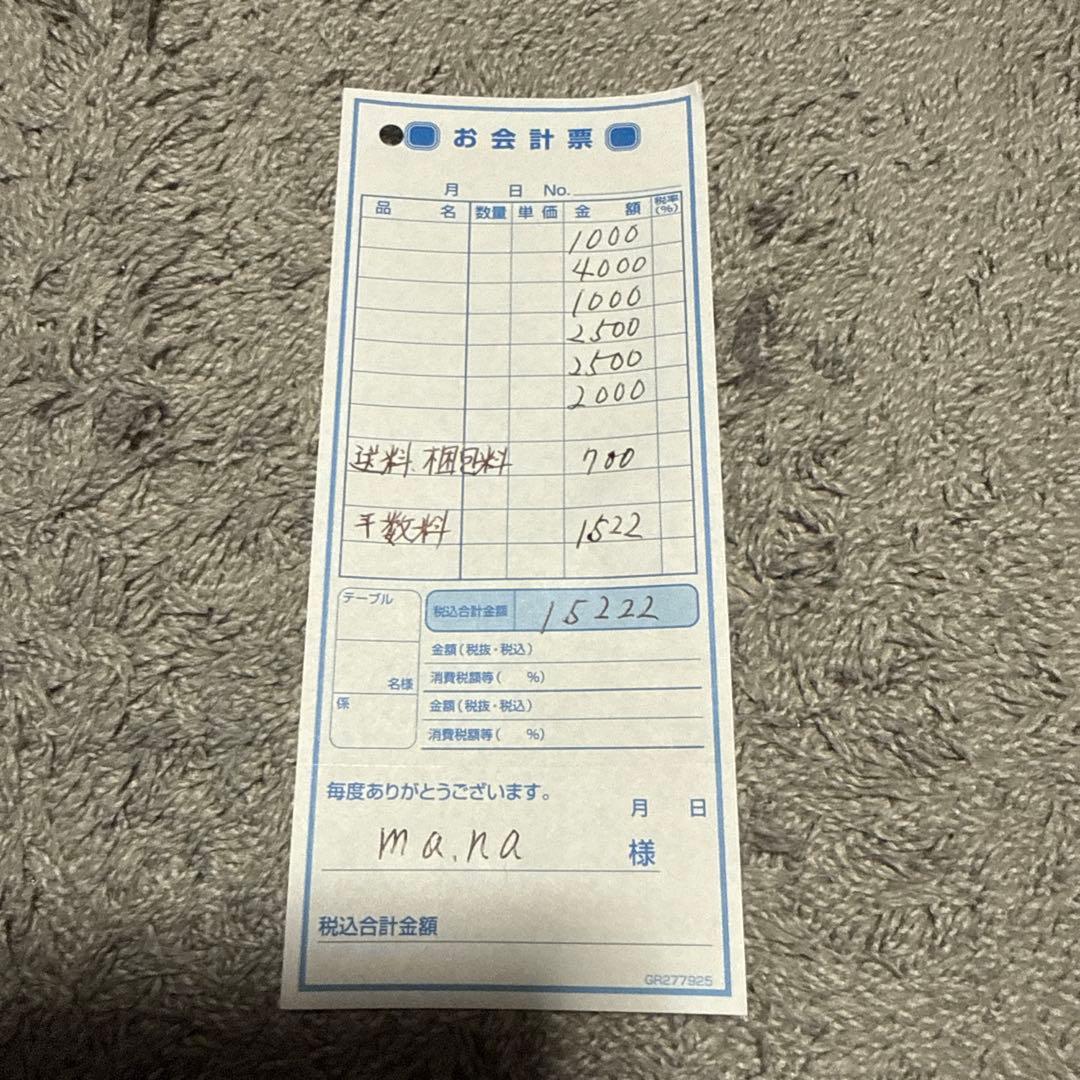 お会計票
月 日 No.
品名 数量 単価 金額 税率(%)
1000
4000
1000
2500
2500
2000
送料、梱包料 700
手数料 1522
テーブル
税込合計金額 15222
金額(税抜・税込)
名様
消費税額等( %)
係
金額(税抜・税込)
消費税額等( %)
毎度ありがとうございます。
月 日
ma.na 様
税込合計金額
GR277925